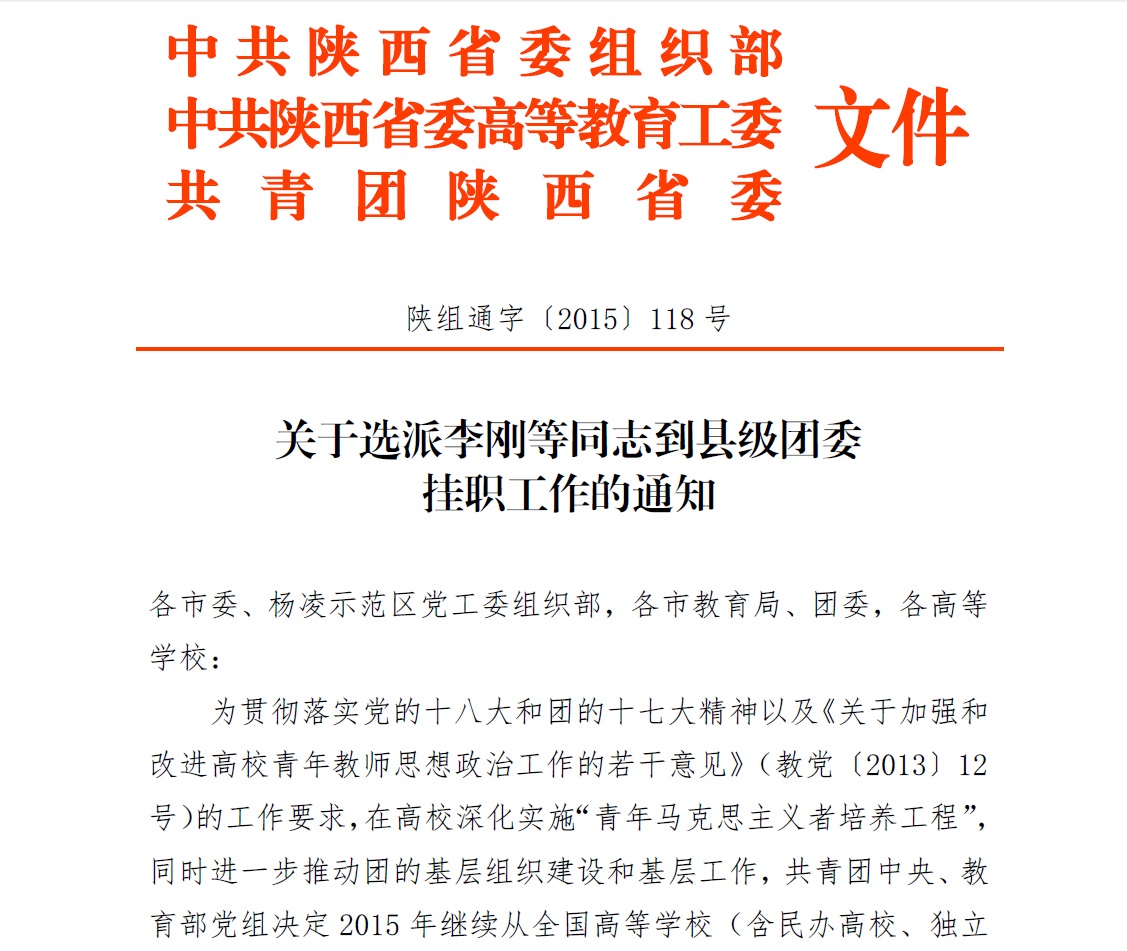 中共陕西省委组织部
中共陕西省委高等教育工委 文件
共青团陕西省委
陕组通字〔2015〕118 号
关于选派李刚等同志到县级团委
挂职工作的通知
各市委、杨凌示范区党工委组织部，各市教育局、团委，各高等
学校：
为贯彻落实党的十八大和团的十七大精神以及《关于加强和
改进高校青年教师思想政治工作的若干意见》（教党〔2013〕12
号）的工作要求，在高校深化实施“青年马克思主义者培养工程”，
同时进一步推动团的基层组织建设和基层工作，共青团中央、教
育部党组决定 2015 年继续从全国高等学校（含民办高校、独立